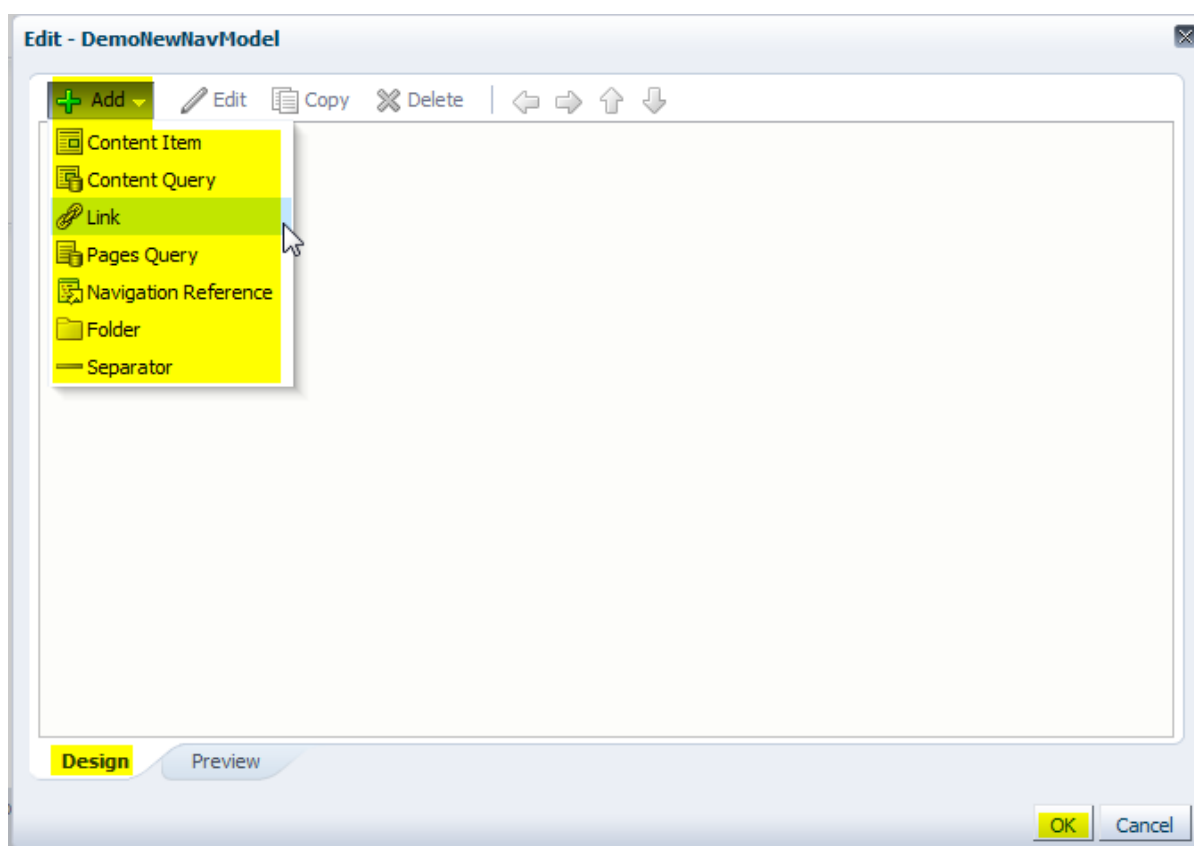 Edit - DemoNewNavModel
Add Edit Copy Delete
Content Item
Content Query
Link
Pages Query
Navigation Reference
Folder
Separator
Design Preview
OK Cancel